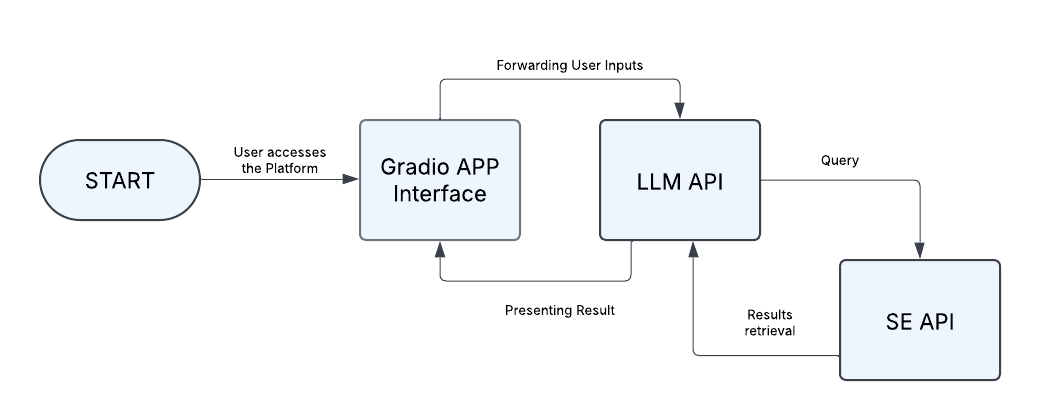 Forwarding User Inputs
START
User accesses
the Platform
Gradio APP
Interface
LLM API
Query
Presenting Result
Results
retrieval
SE API